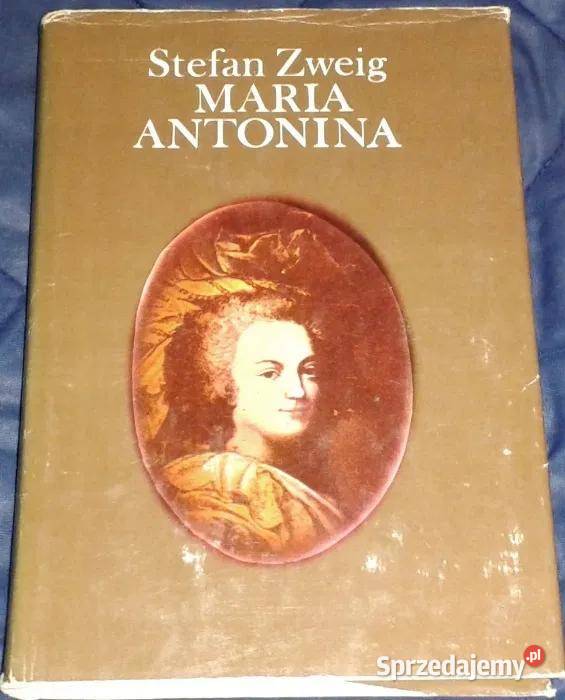 Stefan Zweig
MARIA
ANTONINA
Sprzedajemy.pl